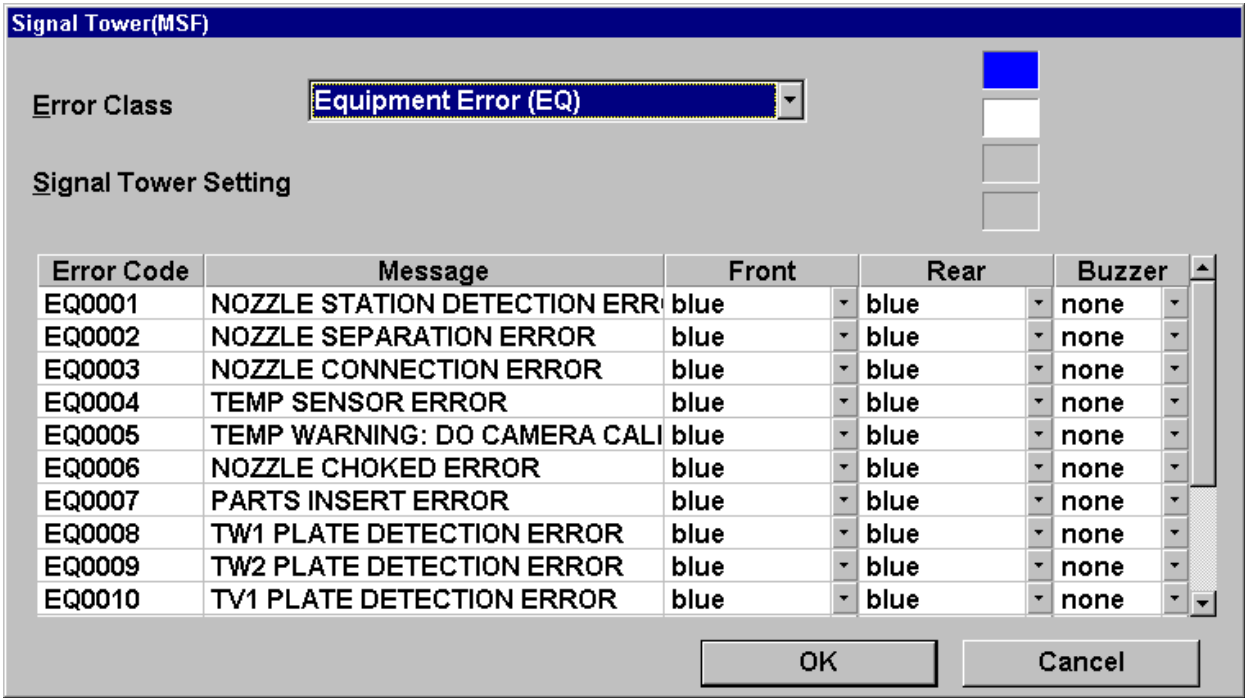 Signal Tower(MSF)
Error Class Equipment Error (EQ)
Signal Tower Setting
Error Code Message Front Rear Buzzer
EQ0001 NOZZLE STATION DETECTION ERR blue blue none
EQ0002 NOZZLE SEPARATION ERROR blue blue none
EQ0003 NOZZLE CONNECTION ERROR blue blue none
EQ0004 TEMP SENSOR ERROR blue blue none
EQ0005 TEMP WARNING: DO CAMERA CALI blue blue none
EQ0006 NOZZLE CHOKED ERROR blue blue none
EQ0007 PARTS INSERT ERROR blue blue none
EQ0008 TW1 PLATE DETECTION ERROR blue blue none
EQ0009 TW2 PLATE DETECTION ERROR blue blue none
EQ0010 TV1 PLATE DETECTION ERROR blue blue none
OK Cancel